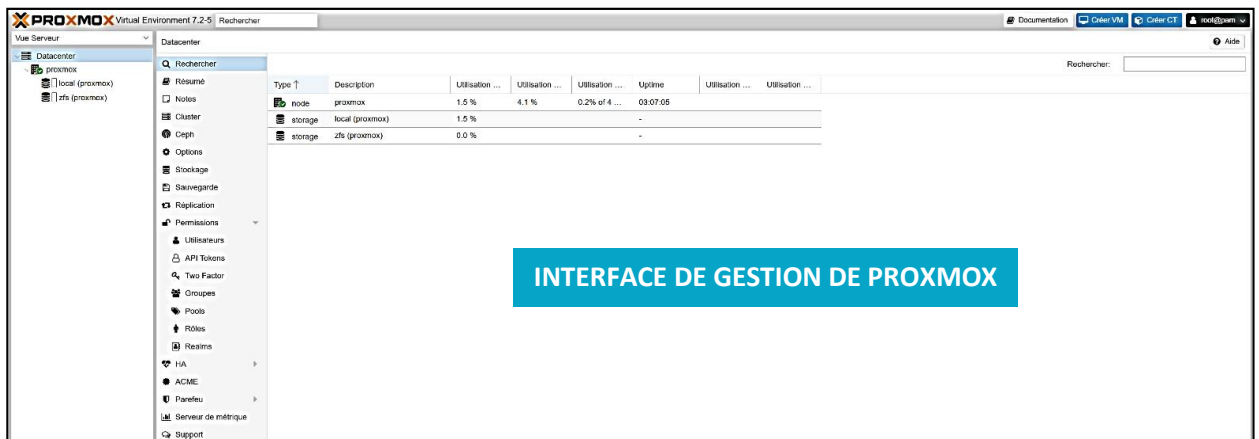 PROXMOX Virtual Environment 7.2-5 Rechercher
Documentation Créer VM Créer CT root@pam
Vue Serveur
Datacenter
proxmox
local (proxmox)
zfs (proxmox)
Datacenter
Aide
Rechercher
Résumé
Notes
Cluster
Ceph
Options
Stockage
Sauvegarde
Réplication
Permissions
Utilisateurs
API Tokens
Two Factor
Groupes
Pools
Rôles
Realms
HA
ACME
Parefeu
Serveur de métrique
Support
Rechercher:
Type ↑ Description Utilisation ... Utilisation ... Utilisation ... Uptime Utilisation ... Utilisation ...
node proxmox 1.5 % 4.1 % 0.2% of 4 ... 03:07:05
storage local (proxmox) 1.5 % -
storage zfs (proxmox) 0.0 % -
INTERFACE DE GESTION DE PROXMOX